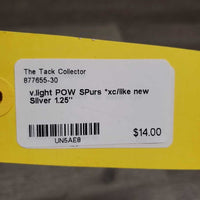 The Tack Collector
877655-30
v.light POW SPurs *xc/like new
Silver 1.25"
$14.00
UN5AE8